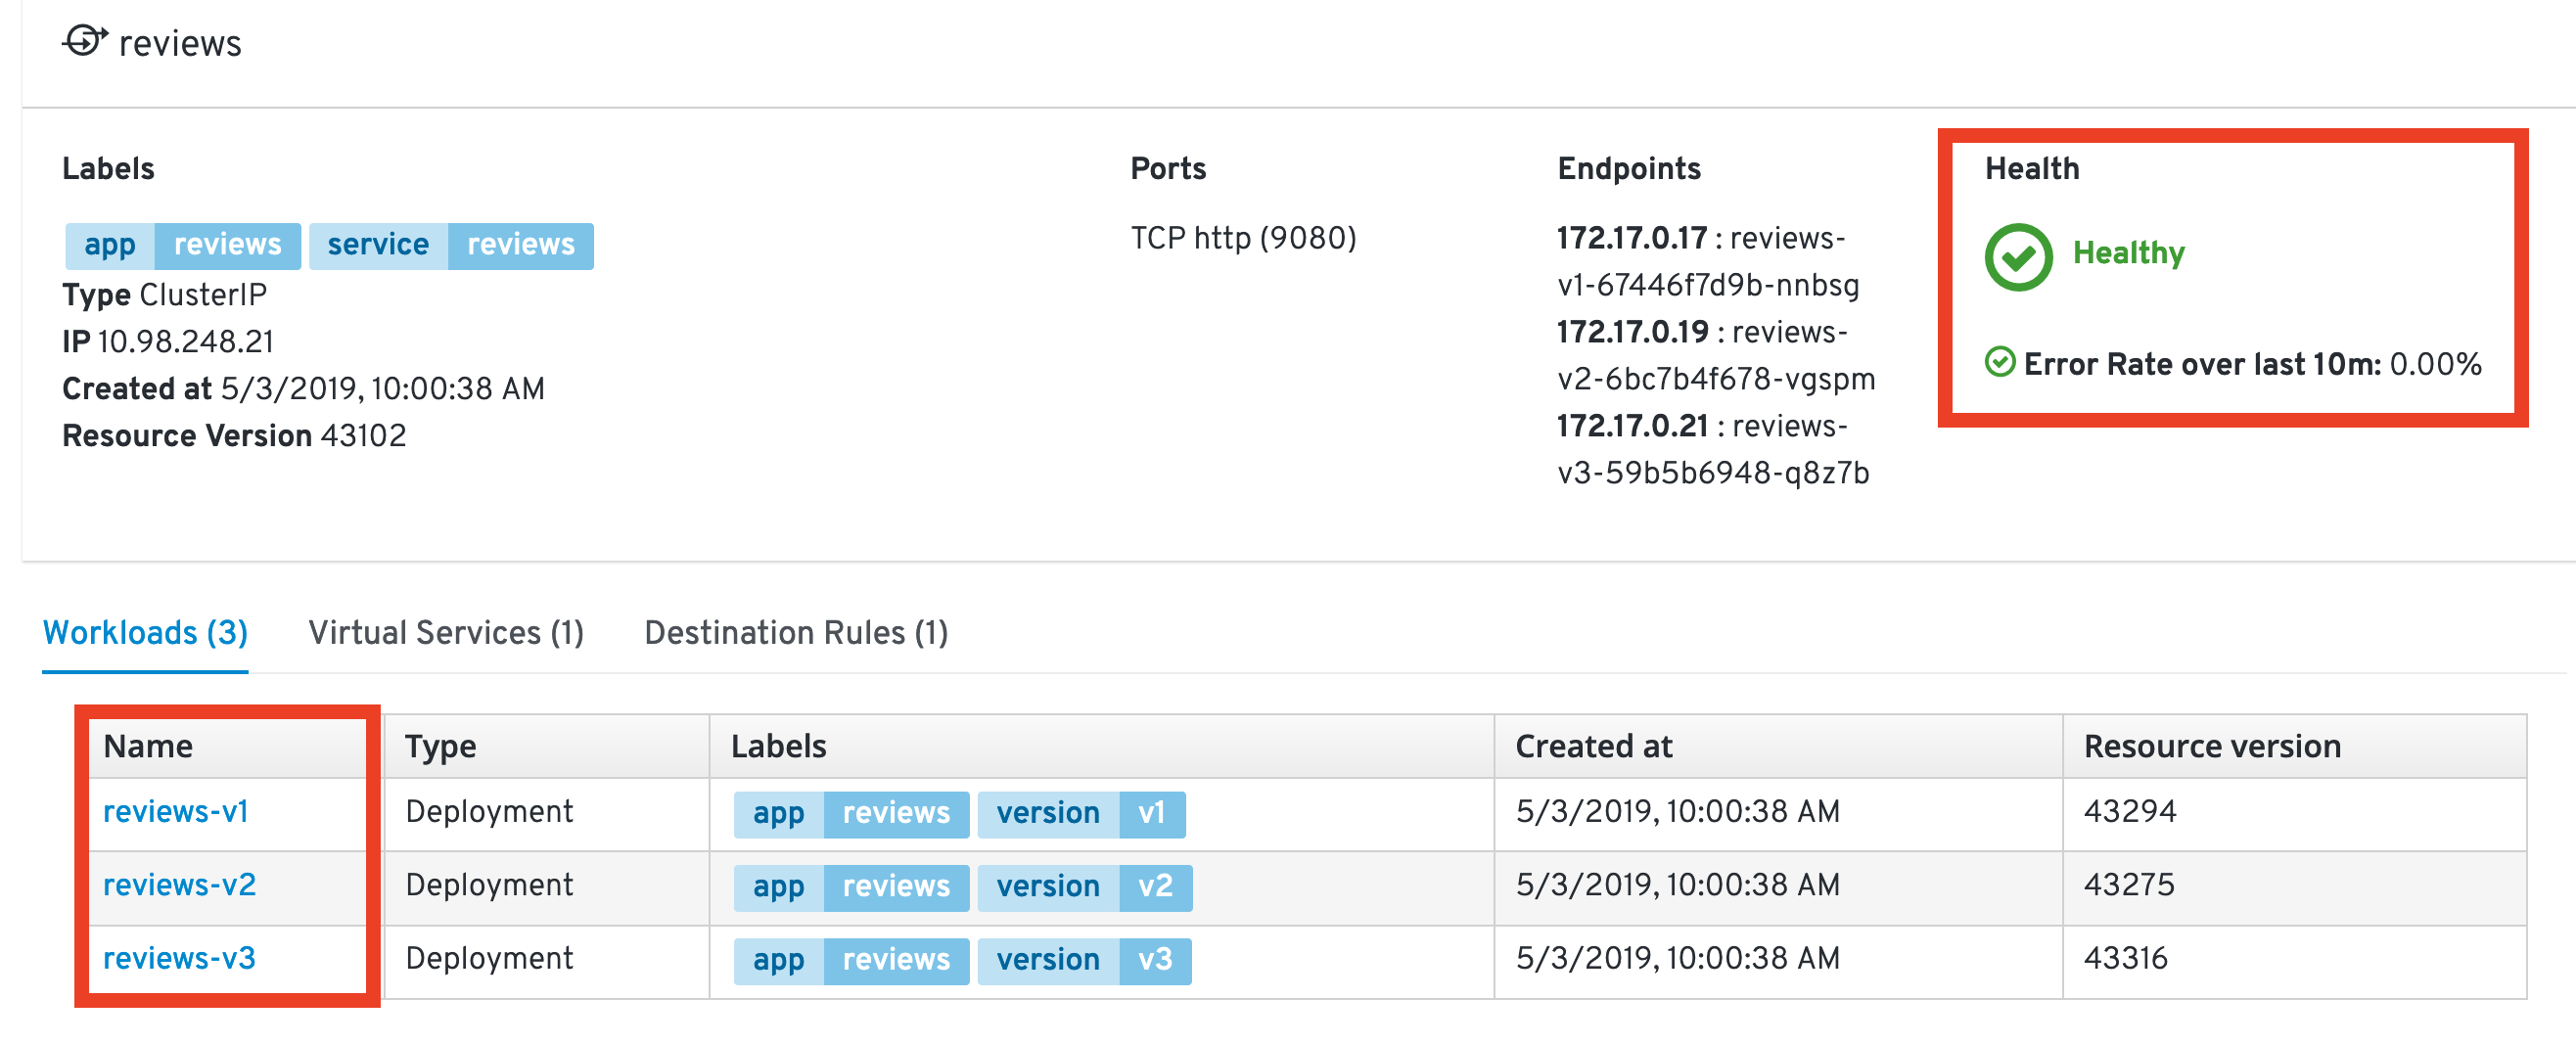 reviews
Labels
app reviews service reviews
Type ClusterIP
IP 10.98.248.21
Created at 5/3/2019, 10:00:38 AM
Resource Version 43102
Ports
TCP http (9080)
Endpoints
172.17.0.17 : reviews-
v1-67446f7d9b-nnbsg
172.17.0.19 : reviews-
v2-6bc7b4f678-vgspm
172.17.0.21 : reviews-
v3-59b5b6948-q8z7b
Health
Healthy
Error Rate over last 10m: 0.00%
Workloads (3) Virtual Services (1) Destination Rules (1)
Name Type Labels Created at Resource version
reviews-v1 Deployment app reviews version v1 5/3/2019, 10:00:38 AM 43294
reviews-v2 Deployment app reviews version v2 5/3/2019, 10:00:38 AM 43275
reviews-v3 Deployment app reviews version v3 5/3/2019, 10:00:38 AM 43316